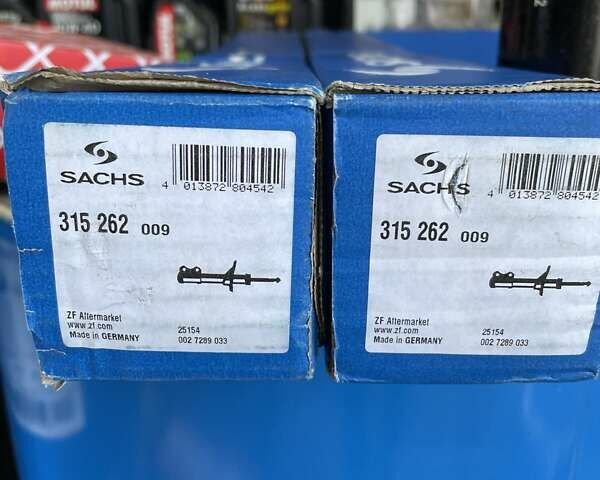 MOTUL
SACHS
4 013872 804542
315 262 009
ZF Aftermarket
www.zf.com
Made in GERMANY
25154
002 7289 033
SACHS
4 013872 804542
315 262 009
ZF Aftermarket
www.zf.com
Made in GERMANY
25154
002 7289 033